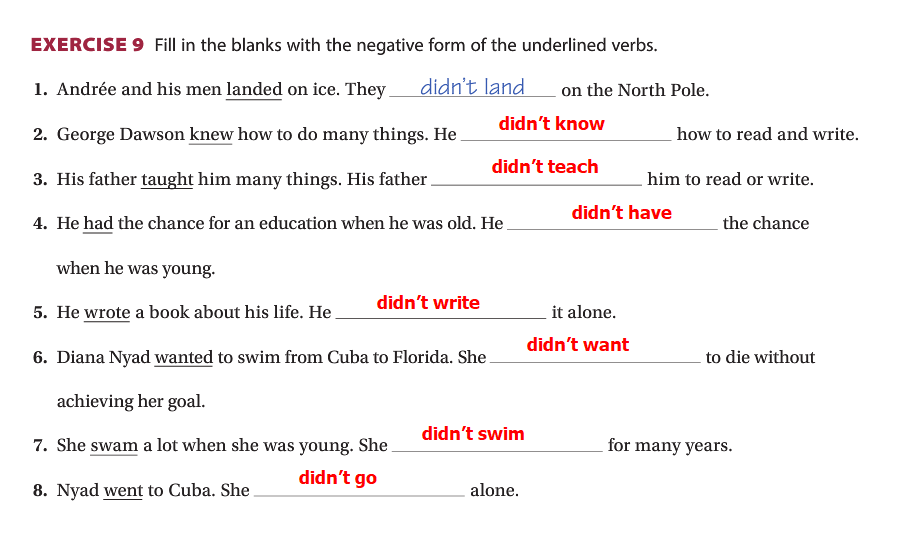 EXERCISE 9 Fill in the blanks with the negative form of the underlined verbs.
1. Andrée and his men landed on ice. They didn't land on the North Pole.
2. George Dawson knew how to do many things. He didn't know how to read and write.
3. His father taught him many things. His father didn't teach him to read or write.
4. He had the chance for an education when he was old. He didn't have the chance
when he was young.
5. He wrote a book about his life. He didn't write it alone.
6. Diana Nyad wanted to swim from Cuba to Florida. She didn't want to die without
achieving her goal.
7. She swam a lot when she was young. She didn't swim for many years.
8. Nyad went to Cuba. She didn't go alone.